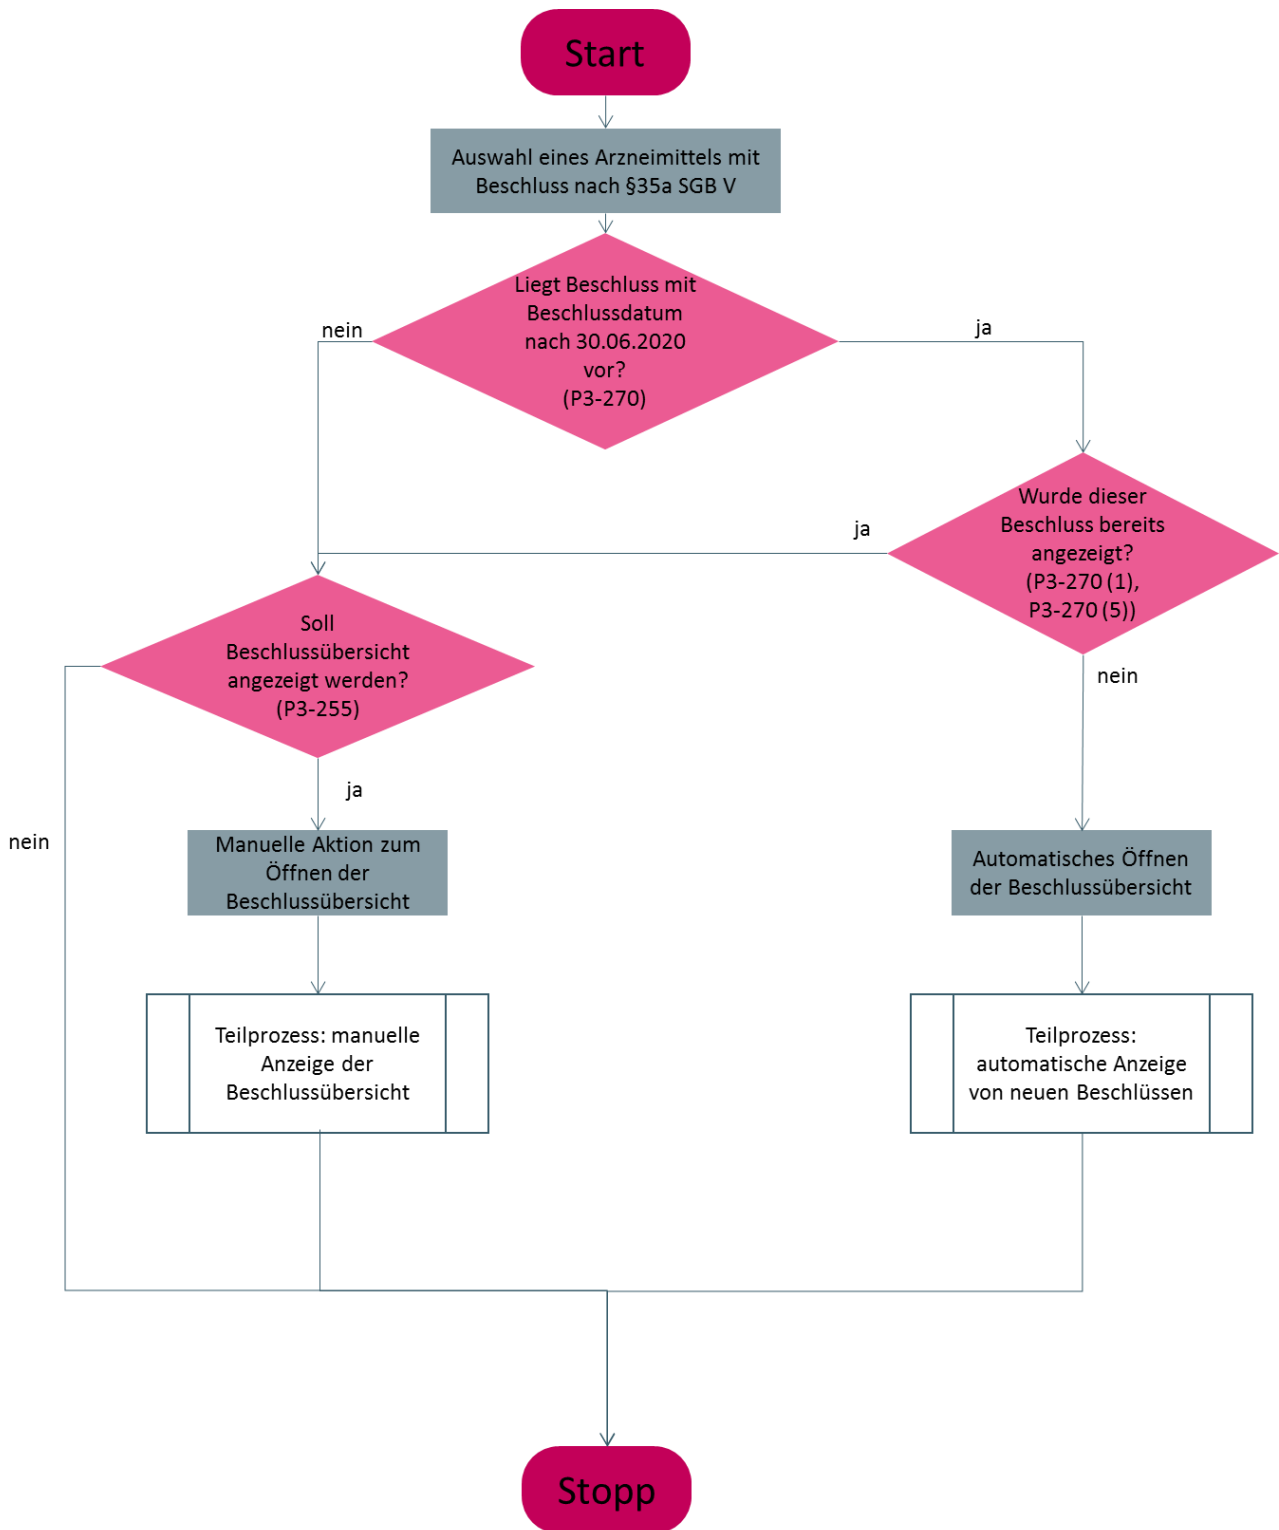 Start
Auswahl eines Arzneimittels mit
Beschluss nach §35a SGB V
Liegt Beschluss mit
Beschlussdatum
nach 30.06.2020
vor?
(P3-270)
nein
ja
Wurde dieser
Beschluss bereits
angezeigt?
(P3-270 (1),
P3-270 (5))
ja
nein
Soll
Beschlussübersicht
angezeigt werden?
(P3-255)
ja
nein
Manuelle Aktion zum
Öffnen der
Beschlussübersicht
Automatisches Öffnen
der Beschlussübersicht
Teilprozess: manuelle
Anzeige der
Beschlussübersicht
Teilprozess:
automatische Anzeige
von neuen Beschlüssen
Stopp